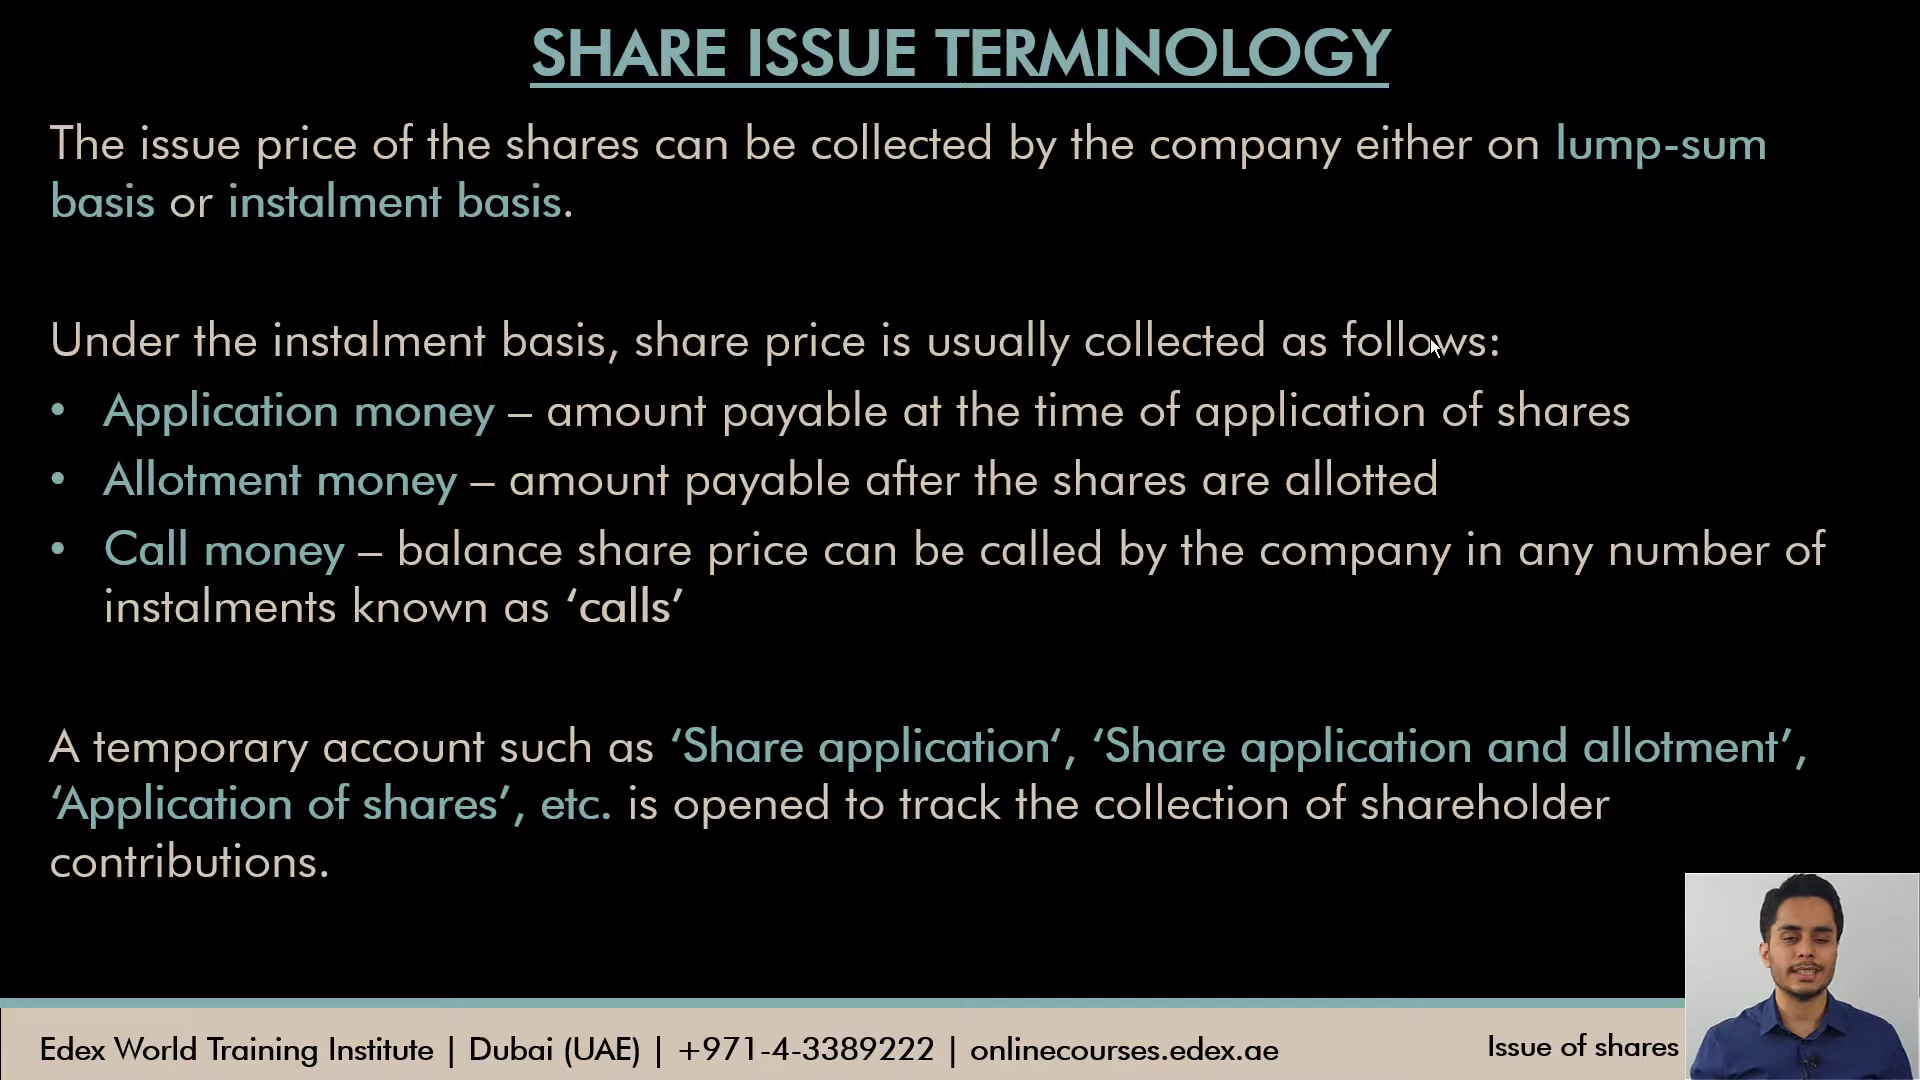 SHARE ISSUE TERMINOLOGY
The issue price of the shares can be collected by the company either on lump-sum
basis or instalment basis.
Under the instalment basis, share price is usually collected as follows:
• Application money – amount payable at the time of application of shares
• Allotment money – amount payable after the shares are allotted
• Call money – balance share price can be called by the company in any number of
instalments known as ‘calls’
A temporary account such as ‘Share application‘, ‘Share application and allotment’,
‘Application of shares’, etc. is opened to track the collection of shareholder
contributions.
Edex World Training Institute | Dubai (UAE) | +971-4-3389222 | onlinecourses.edex.ae
Issue of shares